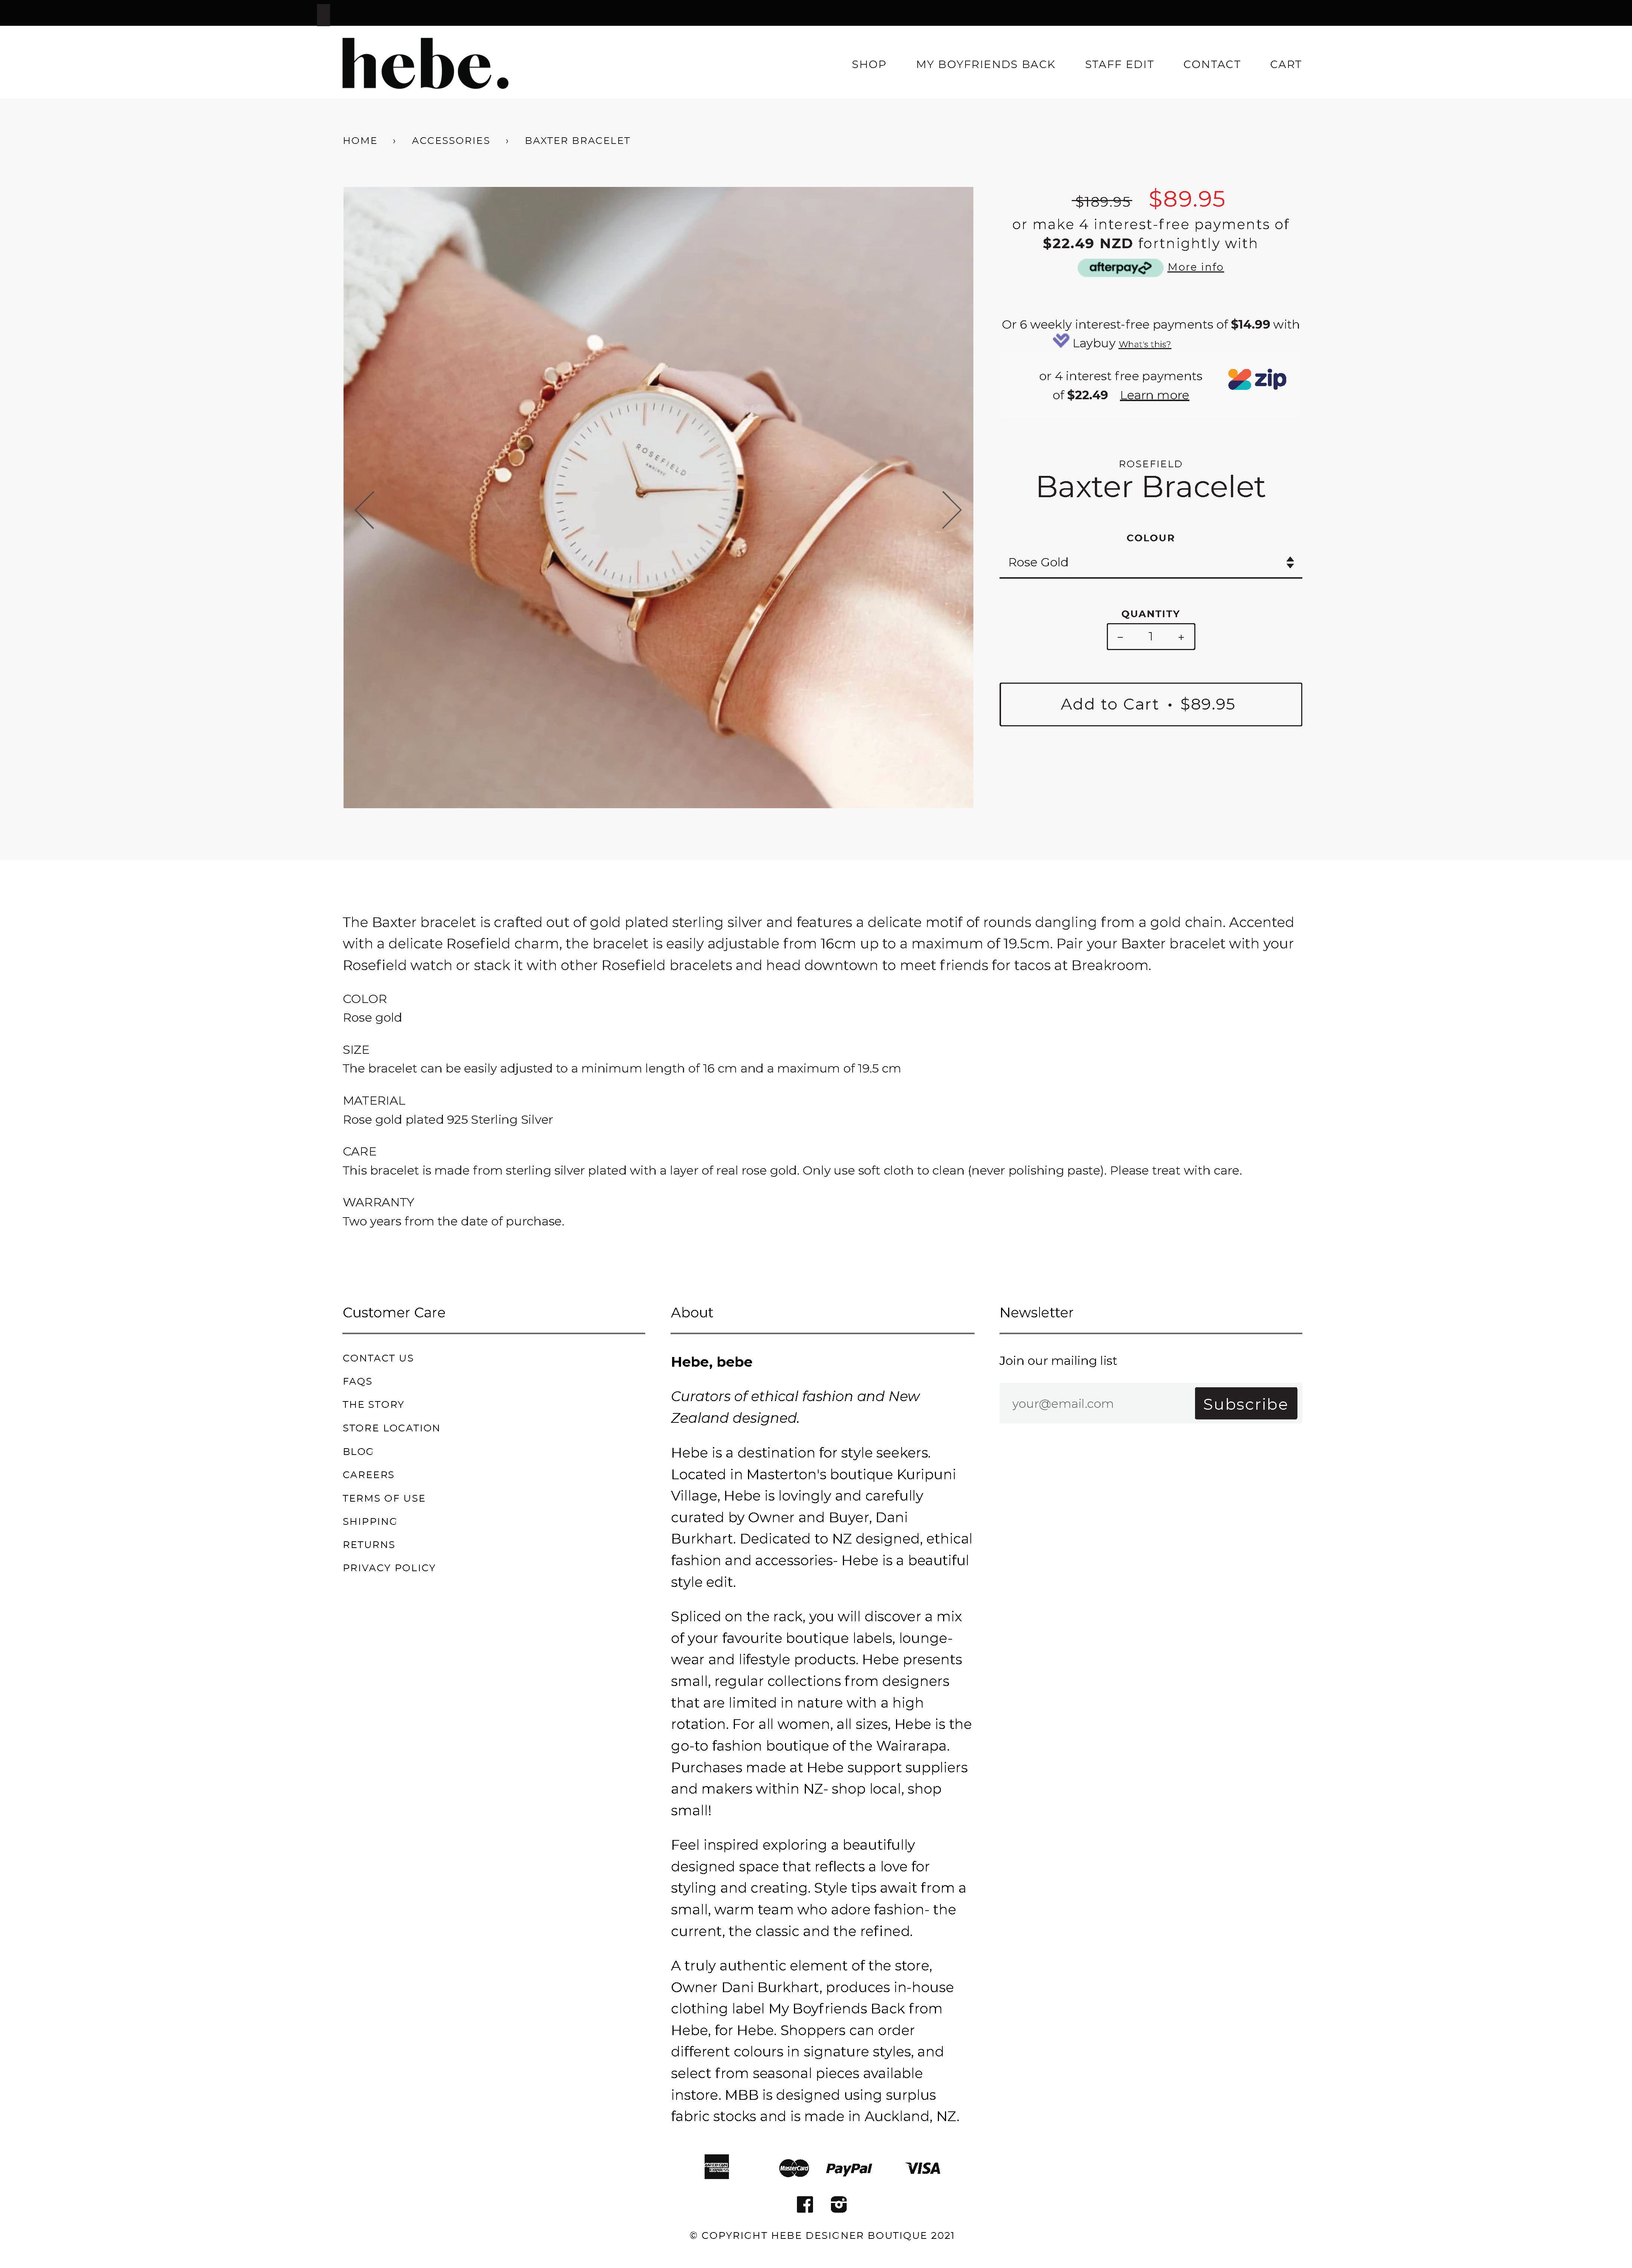 hebe.
SHOP MY BOYFRIENDS BACK STAFF EDIT CONTACT CART
HOME › ACCESSORIES › BAXTER BRACELET
$189.95 $89.95
or make 4 interest-free payments of
$22.49 NZD fortnightly with
afterpay More info
Or 6 weekly interest-free payments of $14.99 with
Laybuy What's this?
or 4 interest free payments
of $22.49 Learn more
zip
ROSEFIELD
ROSEFIELD
Baxter Bracelet
COLOUR
Rose Gold
QUANTITY
− 1 +
Add to Cart • $89.95
The Baxter bracelet is crafted out of gold plated sterling silver and features a delicate motif of rounds dangling from a gold chain. Accented
with a delicate Rosefield charm, the bracelet is easily adjustable from 16cm up to a maximum of 19.5cm. Pair your Baxter bracelet with your
Rosefield watch or stack it with other Rosefield bracelets and head downtown to meet friends for tacos at Breakroom.
COLOR
Rose gold
SIZE
The bracelet can be easily adjusted to a minimum length of 16 cm and a maximum of 19.5 cm
MATERIAL
Rose gold plated 925 Sterling Silver
CARE
This bracelet is made from sterling silver plated with a layer of real rose gold. Only use soft cloth to clean (never polishing paste). Please treat with care.
WARRANTY
Two years from the date of purchase.
Customer Care
CONTACT US
FAQS
THE STORY
STORE LOCATION
BLOG
CAREERS
TERMS OF USE
SHIPPING
RETURNS
PRIVACY POLICY
About
Hebe, bebe
Curators of ethical fashion and New
Zealand designed.
Hebe is a destination for style seekers.
Located in Masterton's boutique Kuripuni
Village, Hebe is lovingly and carefully
curated by Owner and Buyer, Dani
Burkhart. Dedicated to NZ designed, ethical
fashion and accessories- Hebe is a beautiful
style edit.
Spliced on the rack, you will discover a mix
of your favourite boutique labels, lounge-
wear and lifestyle products. Hebe presents
small, regular collections from designers
that are limited in nature with a high
rotation. For all women, all sizes, Hebe is the
go-to fashion boutique of the Wairarapa.
Purchases made at Hebe support suppliers
and makers within NZ- shop local, shop
small!
Feel inspired exploring a beautifully
designed space that reflects a love for
styling and creating. Style tips await from a
small, warm team who adore fashion- the
current, the classic and the refined.
A truly authentic element of the store,
Owner Dani Burkhart, produces in-house
clothing label My Boyfriends Back from
Hebe, for Hebe. Shoppers can order
different colours in signature styles, and
select from seasonal pieces available
instore. MBB is designed using surplus
fabric stocks and is made in Auckland, NZ.
Newsletter
Join our mailing list
your@email.com Subscribe
AMERICAN EXPRESS MasterCard PayPal VISA
© COPYRIGHT HEBE DESIGNER BOUTIQUE 2021